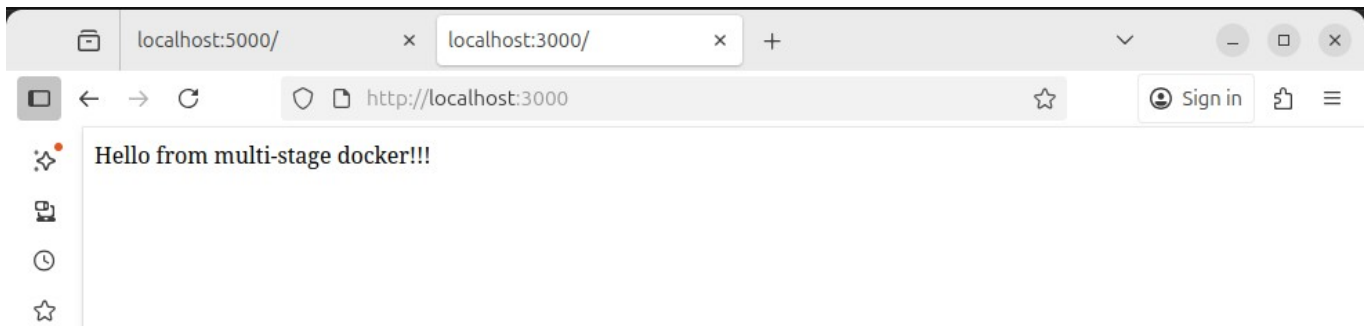 localhost:5000/
localhost:3000/
http://localhost:3000
Sign in
Hello from multi-stage docker!!!